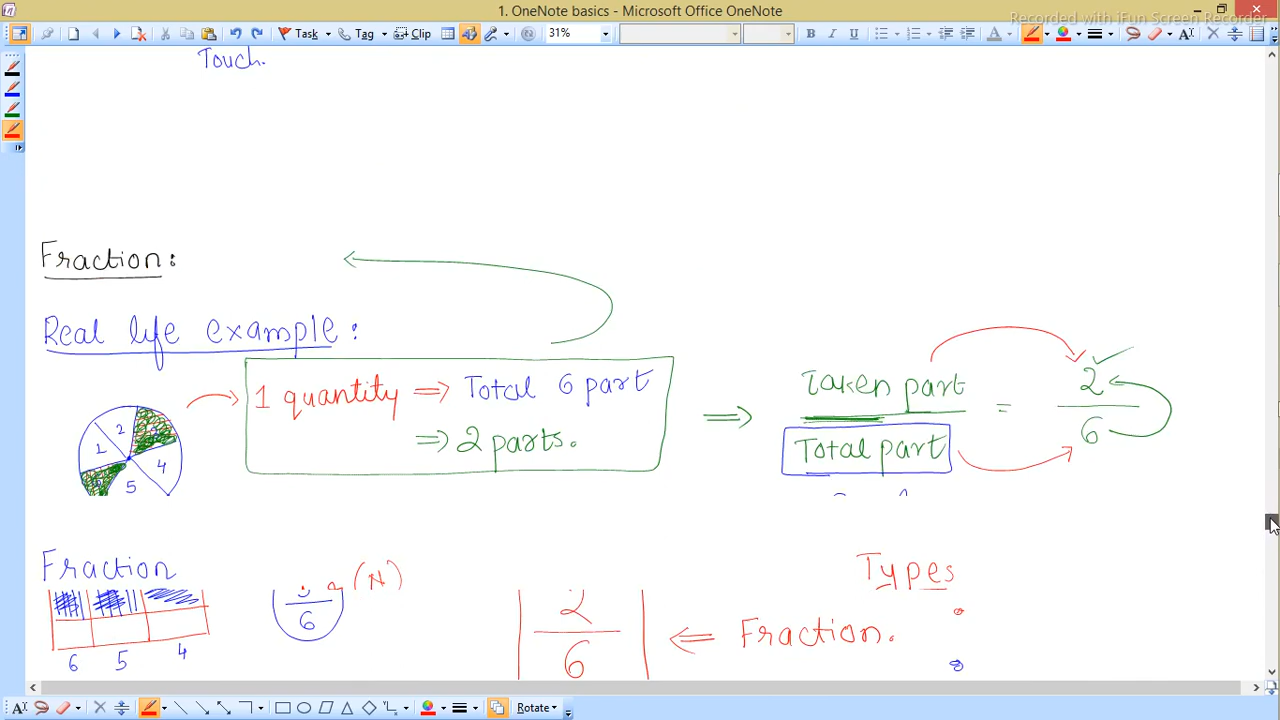 1. OneNote basics - Microsoft Office OneNote
Recorded with iFun Screen Recorder
Task Tag Clip 31% B I U
Touch.
Fraction:
Real life example:
1 quantity ⇒ Total 6 part
⇒ 2 parts.
⇒ Taken part / Total part = 2 / 6
1 2 4 5
Fraction
6 5 4
6
(N)
2 / 6 ⇐ Fraction.
Types
Rotate